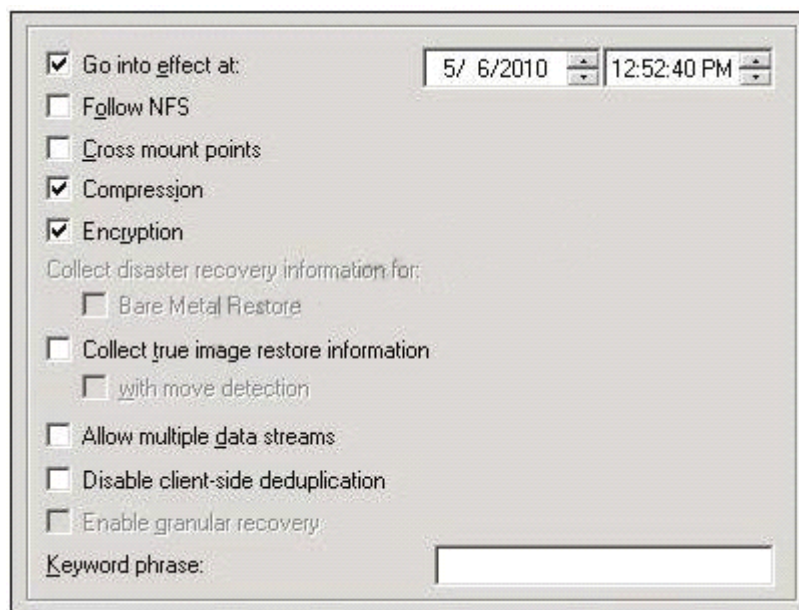 Go into effect at: 5/ 6/2010 12:52:40 PM
Follow NFS
Cross mount points
Compression
Encryption
Collect disaster recovery information for:
Bare Metal Restore
Collect true image restore information
with move detection
Allow multiple data streams
Disable client-side deduplication
Enable granular recovery
Keyword phrase: